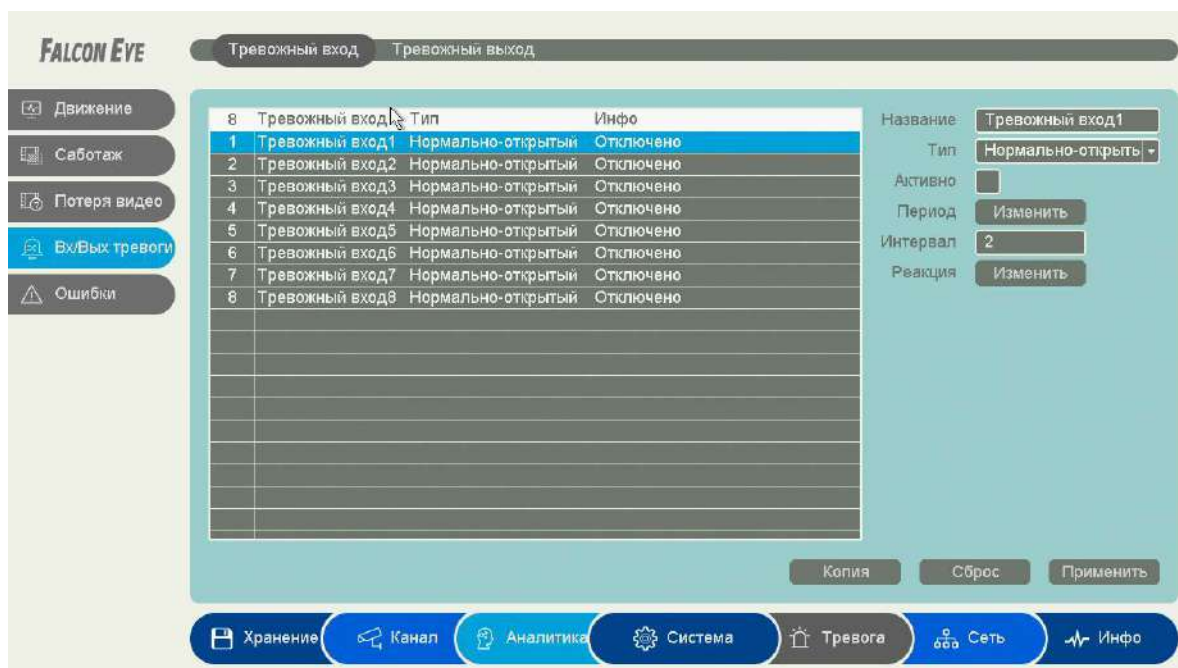 FALCON EYE
Тревожный вход Тревожный выход
Движение
Саботаж
Потеря видео
Вх/Вых тревоги
Ошибки
8 Тревожный вход Тип Инфо
1 Тревожный вход1 Нормально-открытый Отключено
2 Тревожный вход2 Нормально-открытый Отключено
3 Тревожный вход3 Нормально-открытый Отключено
4 Тревожный вход4 Нормально-открытый Отключено
5 Тревожный вход5 Нормально-открытый Отключено
6 Тревожный вход6 Нормально-открытый Отключено
7 Тревожный вход7 Нормально-открытый Отключено
8 Тревожный вход8 Нормально-открытый Отключено
Название Тревожный вход1
Тип Нормально-открыть
Активно
Период Изменить
Интервал 2
Реакция Изменить
Копия Сброс Применить
Хранение Канал Аналитика Система Тревога Сеть Инфо